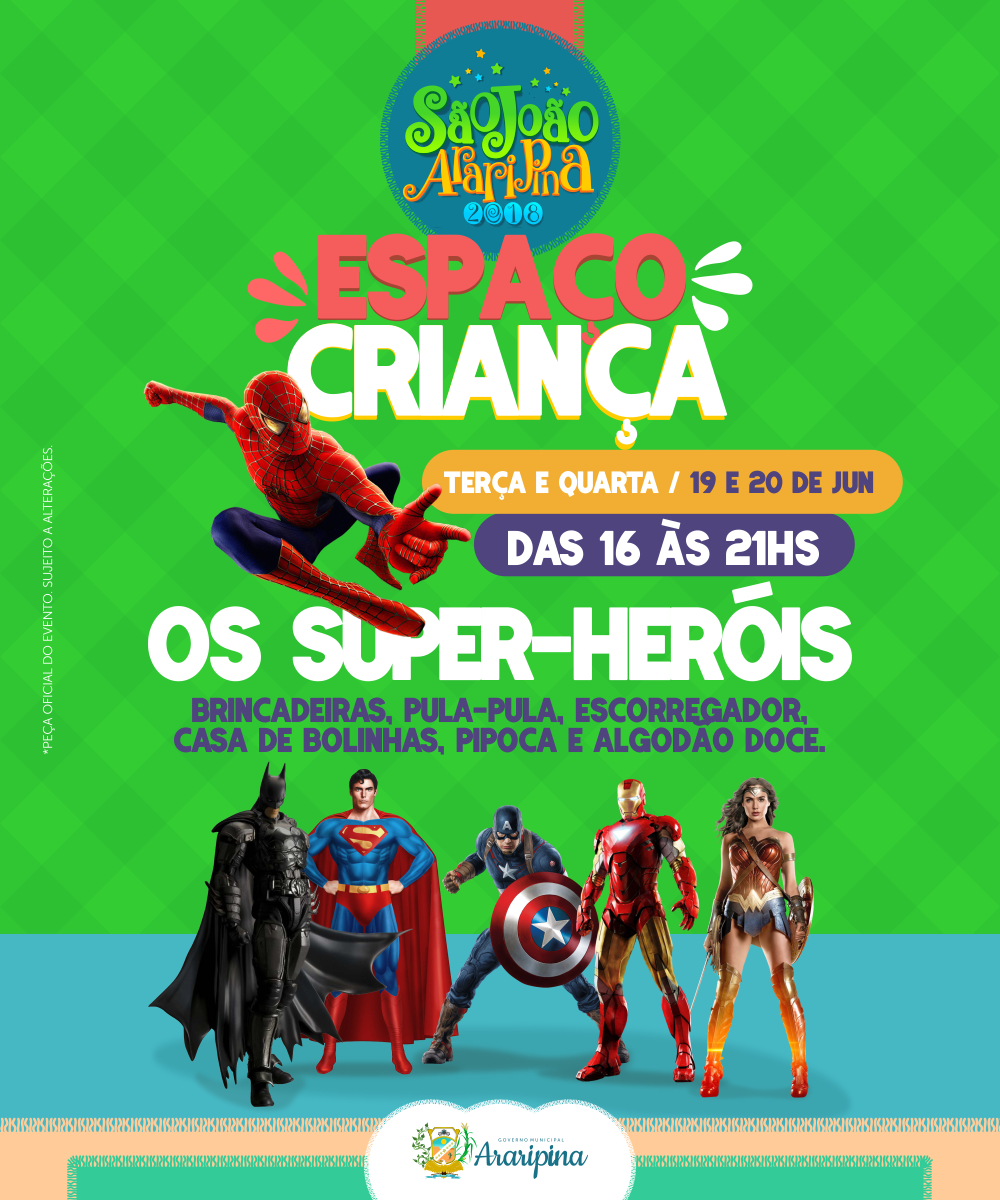 São João
Araripina
2018
ESPAÇO
CRIANÇA
TERÇA E QUARTA / 19 E 20 DE JUN
DAS 16 ÀS 21HS
OS SUPER-HERÓIS
BRINCADEIRAS, PULA-PULA, ESCORREGADOR,
CASA DE BOLINHAS, PIPOCA E ALGODÃO DOCE.
*PEÇA OFICIAL DO EVENTO. SUJEITO A ALTERAÇÕES.
GOVERNO MUNICIPAL
Araripina